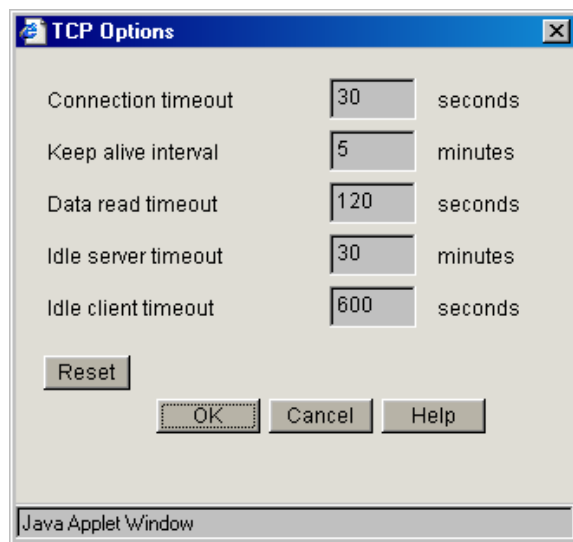 TCP Options
Connection timeout 30 seconds
Keep alive interval 5 minutes
Data read timeout 120 seconds
Idle server timeout 30 minutes
Idle client timeout 600 seconds
Reset
OK Cancel Help
Java Applet Window